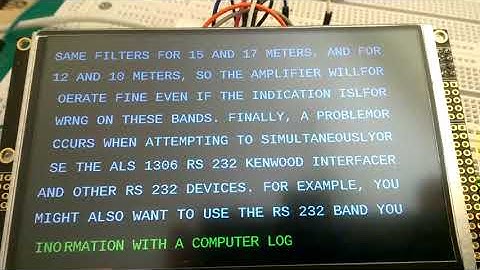 SAME FILTERS FOR 15 AND 17 METERS, AND FOR
12 AND 10 METERS, SO THE AMPLIFIER WILLFOR
OERATE FINE EVEN IF THE INDICATION ISLFOR
WRNG ON THESE BANDS. FINALLY, A PROBLEMOR
CCURS WHEN ATTEMPTING TO SIMULTANEOUSLYOR
SE THE ALS 1306 RS 232 KENWOOD INTERFACER
AND OTHER RS 232 DEVICES. FOR EXAMPLE, YOU
MIGHT ALSO WANT TO USE THE RS 232 BAND YOU
INORMATION WITH A COMPUTER LOG